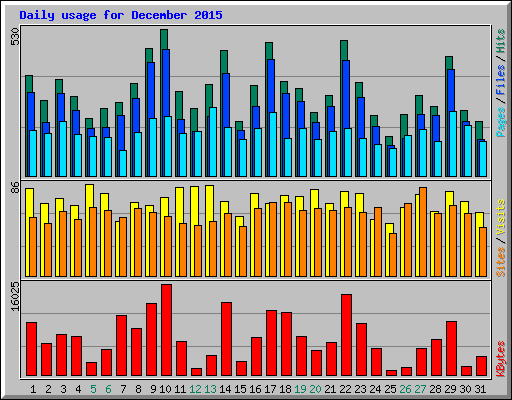 Daily usage for December 2015
530
Pages / Files / Hits
86
Sites / Visits
16025
KBytes
1 2 3 4 5 6 7 8 9 10 11 12 13 14 15 16 17 18 19 20 21 22 23 24 25 26 27 28 29 30 31